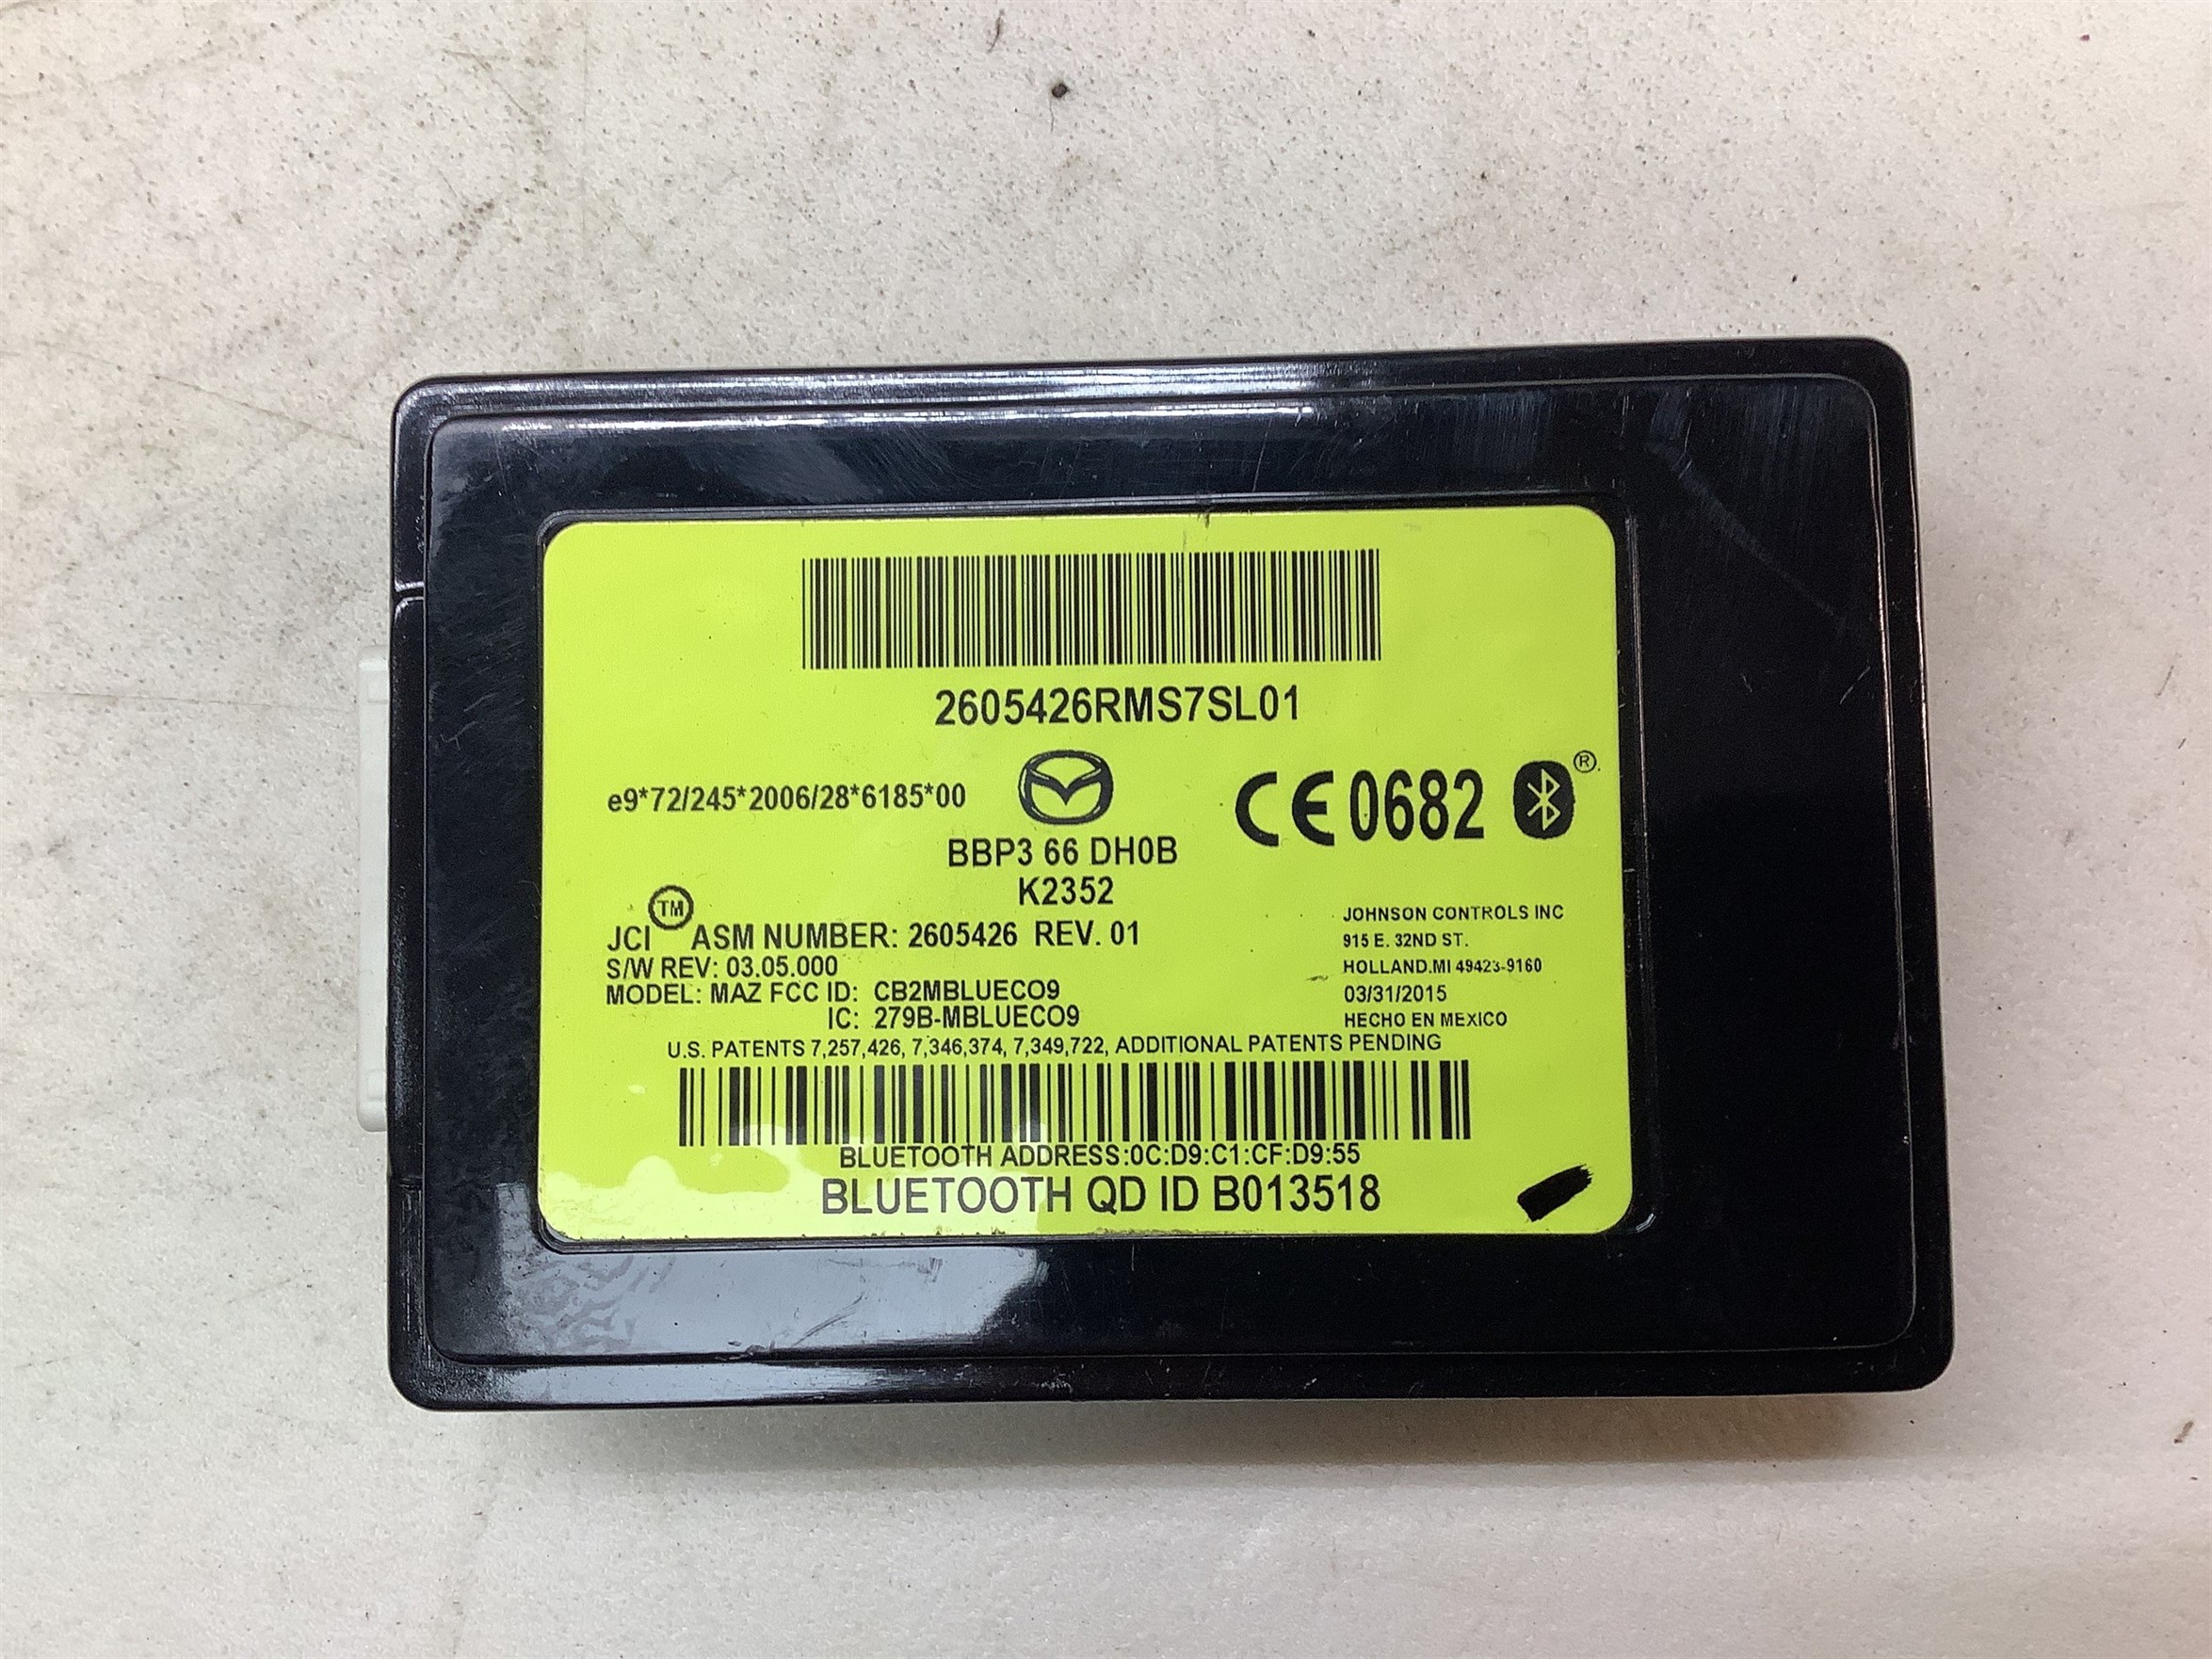 2605426RMS7SL01
e9*72/245*2006/28*6185*00
CE 0682 ®
BBP3 66 DH0B
K2352
TM
JCI ASM NUMBER: 2605426 REV. 01
S/W REV: 03.05.000
MODEL: MAZ FCC ID: CB2MBLUEC09
IC: 279B-MBLUEC09
JOHNSON CONTROLS INC
915 E. 32ND ST.
HOLLAND.MI 49423-9160
03/31/2015
HECHO EN MEXICO
U.S. PATENTS 7,257,426, 7,346,374, 7,349,722, ADDITIONAL PATENTS PENDING
BLUETOOTH ADDRESS:0C:D9:C1:CF:D9:55
BLUETOOTH QD ID B013518